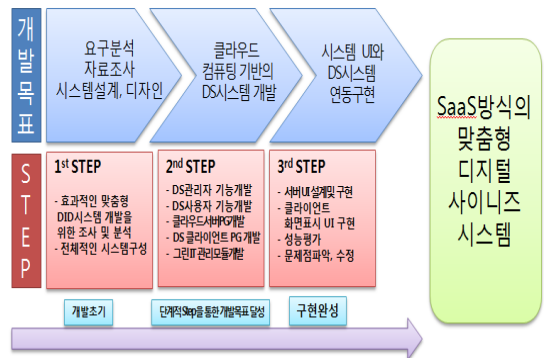 개
발
목
표
요구분석
자료조사
시스템설계, 디자인
클라우드
컴퓨팅 기반의
DS시스템 개발
시스템 UI와
DS시스템
연동구현
SaaS방식의
맞춤형
디지털
사이니즈
시스템
S
T
E
P
1st STEP
- 효과적인 맞춤형
DID시스템 개발을
위한 조사 및 분석
- 전체적인 시스템구성
2nd STEP
- DS관리자 기능개발
- DS사용자 기능개발
- 클라우드서버PG개발
- DS 클라이언트 PG 개발
- 그린IT관리모듈개발
3rd STEP
- 서버UI설계및 구현
- 클라이언트
화면표시 UI 구현
- 성능평가
- 문제점파악, 수정
개발초기
단계적Step을 통한 개발목표 달성
구현완성